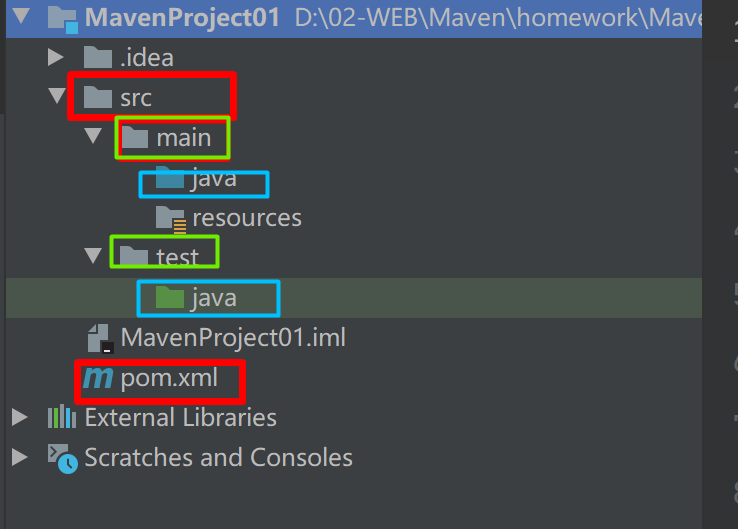 MavenProject01 D:\02-WEB\Maven\homework\Mave
.idea
src
main
java
resources
test
java
MavenProject01.iml
m pom.xml
External Libraries
Scratches and Consoles